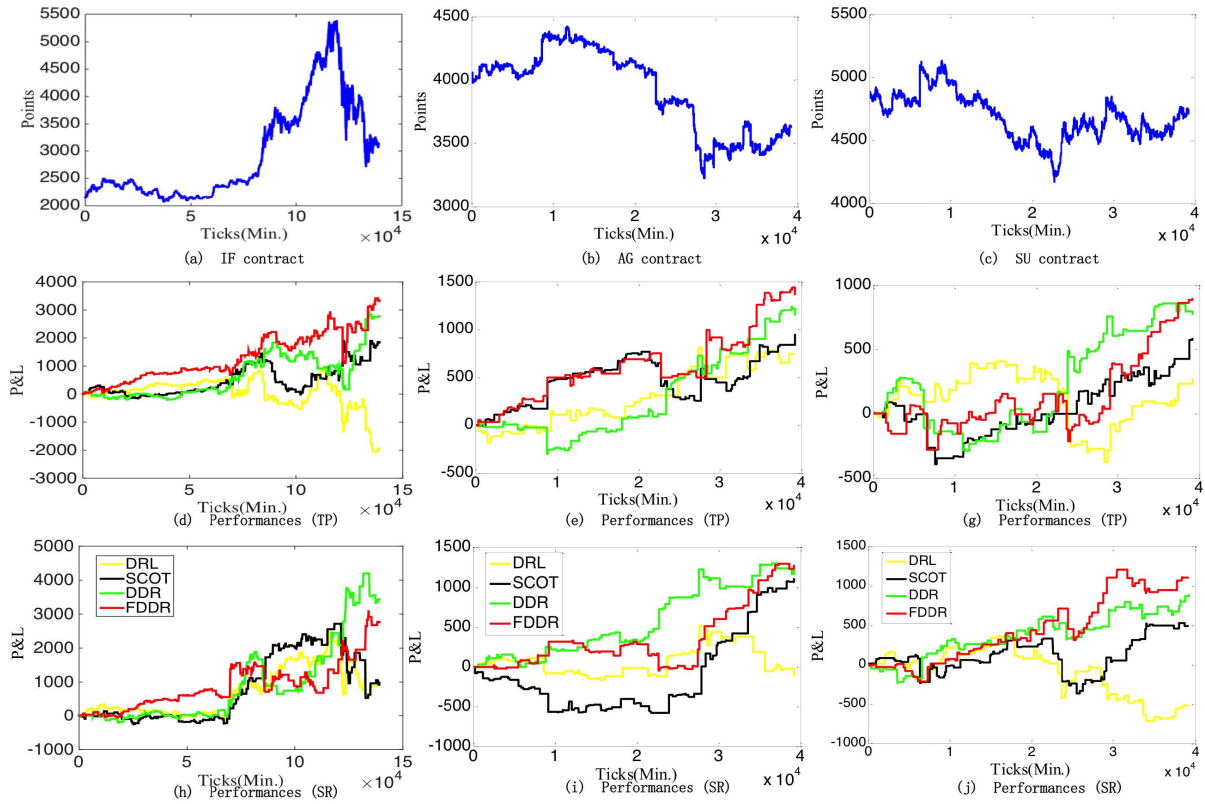 5500
5000
4500
4000
3500
3000
2500
2000
Points
0
5
10
15
Ticks(Min.)
× 10⁴
(a) IF contract
4500
4000
3500
3000
Points
0
1
2
3
4
Ticks(Min.)
x 10⁴
(b) AG contract
5500
5000
4500
4000
Points
0
1
2
3
4
Ticks(Min.)
x 10⁴
(c) SU contract
4000
3000
2000
1000
0
-1000
-2000
-3000
P&L
0
5
10
15
Ticks(Min.)
× 10⁴
(d) Performances (TP)
1500
1000
500
0
-500
P&L
0
1
2
3
4
Ticks(Min.)
x 10⁴
(e) Performances (TP)
1000
500
0
-500
P&L
0
1
2
3
4
Ticks(Min.)
x 10⁴
(g) Performances (TP)
5000
4000
3000
2000
1000
0
-1000
P&L
DRL
SCOT
DDR
FDDR
0
5
10
15
Ticks(Min.)
× 10⁴
(h) Performances (SR)
1500
1000
500
0
-500
-1000
P&L
DRL
SCOT
DDR
FDDR
0
1
2
3
4
Ticks(Min.)
x 10⁴
(i) Performances (SR)
1500
1000
500
0
-500
-1000
P&L
DRL
SCOT
DDR
FDDR
0
1
2
3
4
Ticks(Min.)
x 10⁴
(j) Performances (SR)